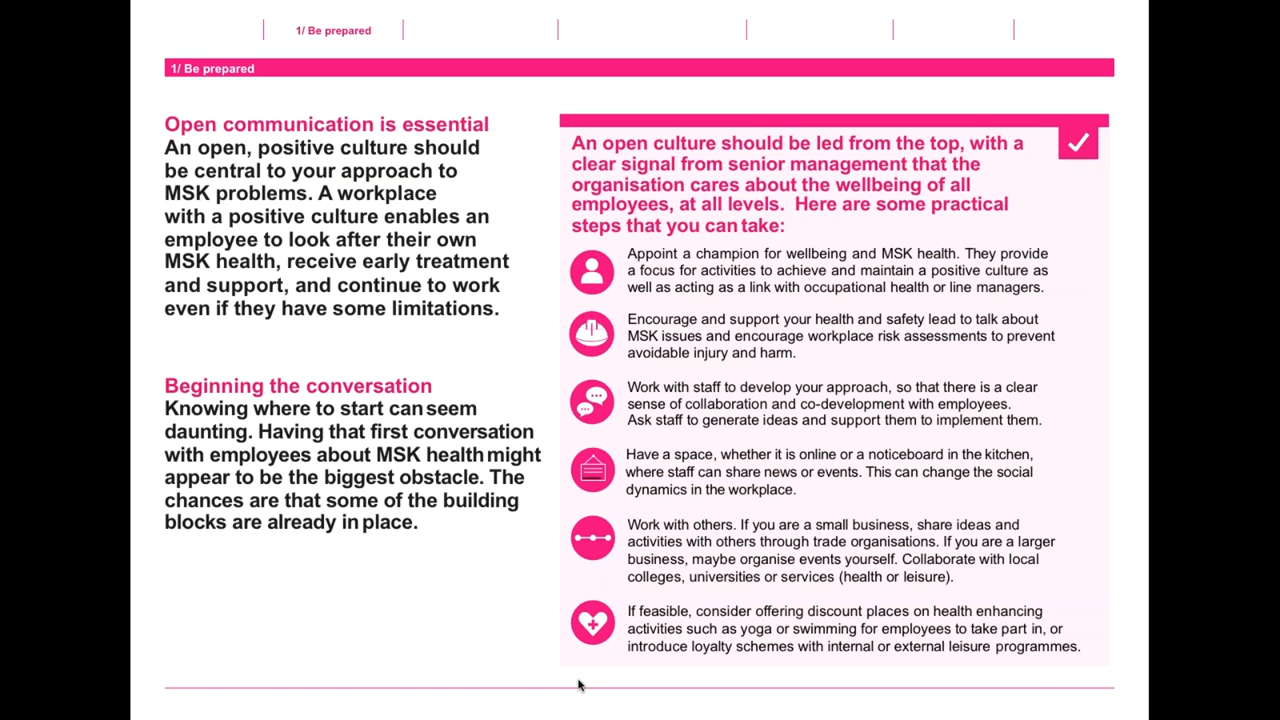 1/ Be prepared
1/ Be prepared
Open communication is essential
An open, positive culture should
be central to your approach to
MSK problems. A workplace
with a positive culture enables an
employee to look after their own
MSK health, receive early treatment
and support, and continue to work
even if they have some limitations.
Beginning the conversation
Knowing where to start can seem
daunting. Having that first conversation
with employees about MSK health might
appear to be the biggest obstacle. The
chances are that some of the building
blocks are already in place.
An open culture should be led from the top, with a
clear signal from senior management that the
organisation cares about the wellbeing of all
employees, at all levels.  Here are some practical
steps that you can take:
Appoint a champion for wellbeing and MSK health. They provide
a focus for activities to achieve and maintain a positive culture as
well as acting as a link with occupational health or line managers.
Encourage and support your health and safety lead to talk about
MSK issues and encourage workplace risk assessments to prevent
avoidable injury and harm.
Work with staff to develop your approach, so that there is a clear
sense of collaboration and co-development with employees.
Ask staff to generate ideas and support them to implement them.
Have a space, whether it is online or a noticeboard in the kitchen,
where staff can share news or events. This can change the social
dynamics in the workplace.
Work with others. If you are a small business, share ideas and
activities with others through trade organisations. If you are a larger
business, maybe organise events yourself. Collaborate with local
colleges, universities or services (health or leisure).
If feasible, consider offering discount places on health enhancing
activities such as yoga or swimming for employees to take part in, or
introduce loyalty schemes with internal or external leisure programmes.